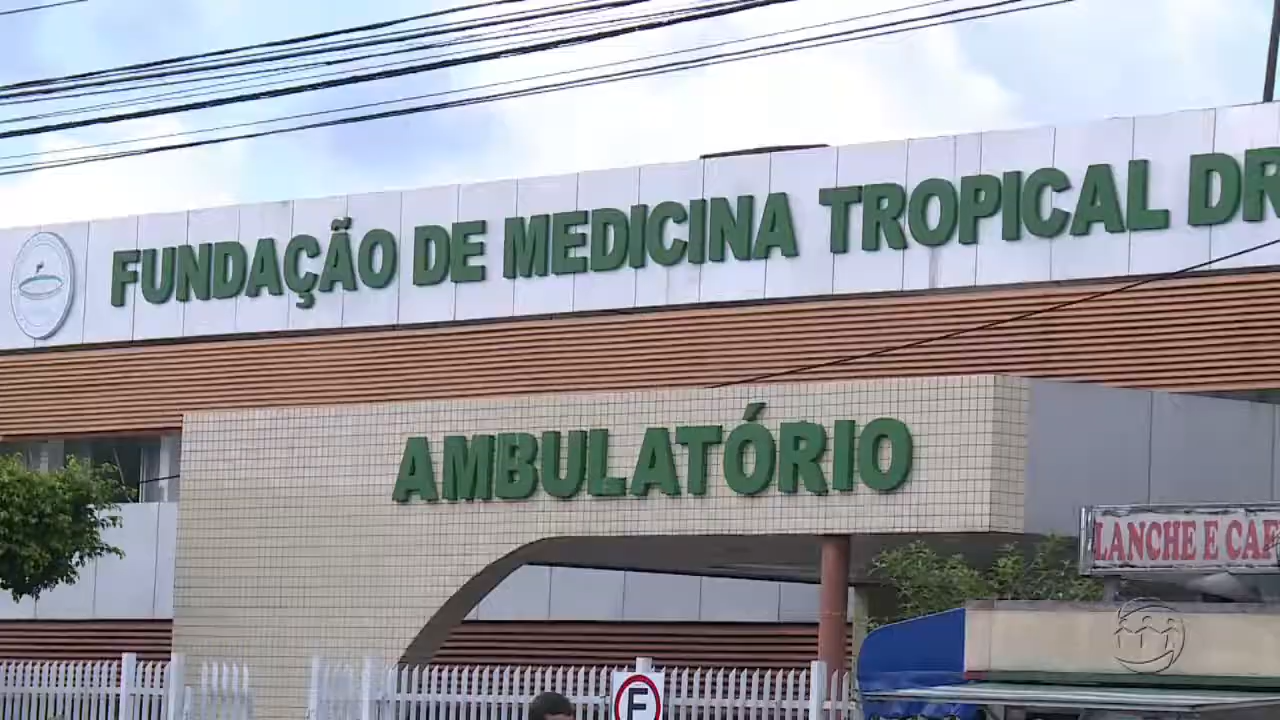 FUNDAÇÃO DE MEDICINA TROPICAL DR
AMBULATÓRIO
LANCHE E CAF
E